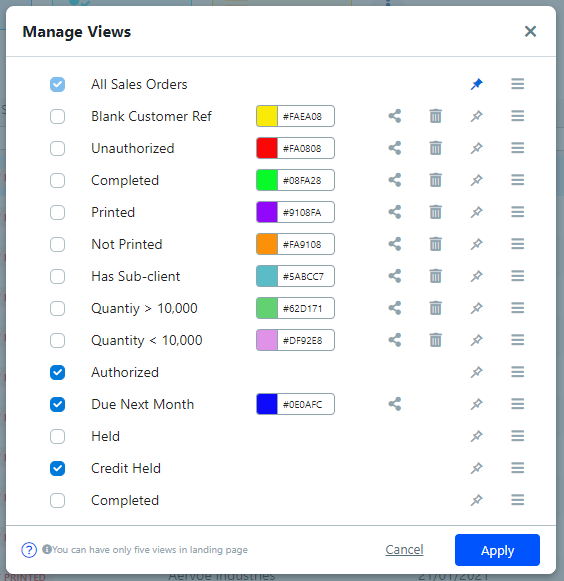 Manage Views
All Sales Orders
Blank Customer Ref #FAEA08
Unauthorized #FA0808
Completed #08FA28
Printed #9108FA
Not Printed #FA9108
Has Sub-client #5ABCC7
Quantiy > 10,000 #62D171
Quantity < 10,000 #DF92E8
Authorized
Due Next Month #0E0AFC
Held
Credit Held
Completed
You can have only five views in landing page Cancel Apply
PRINTED Aervoe Industries 21/01/2021